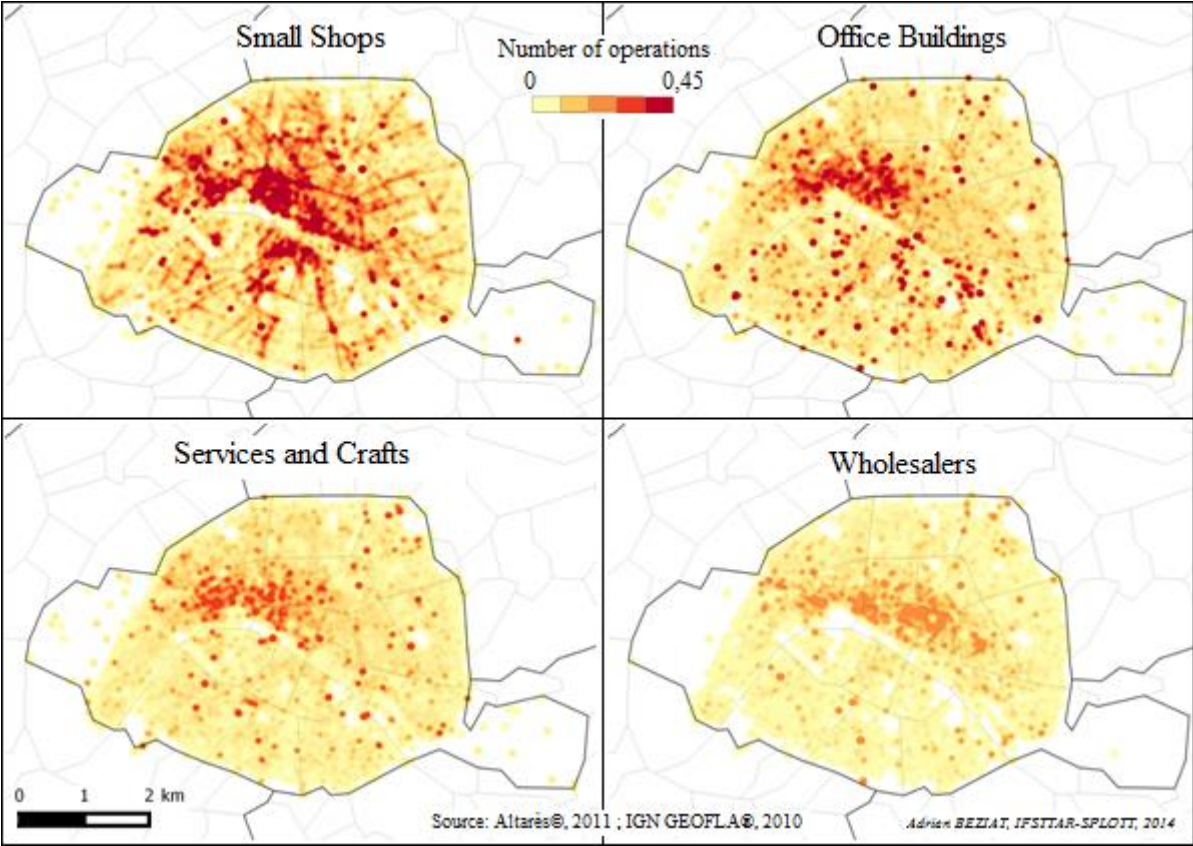 Small Shops
Number of operations
0 0,45
Office Buildings
Services and Crafts
Wholesalers
0 1 2 km
Source: Altarès©, 2011 ; IGN GEOFLA®, 2010
Adrien BEZIAT, IFSTTAR-SPLOTT, 2014